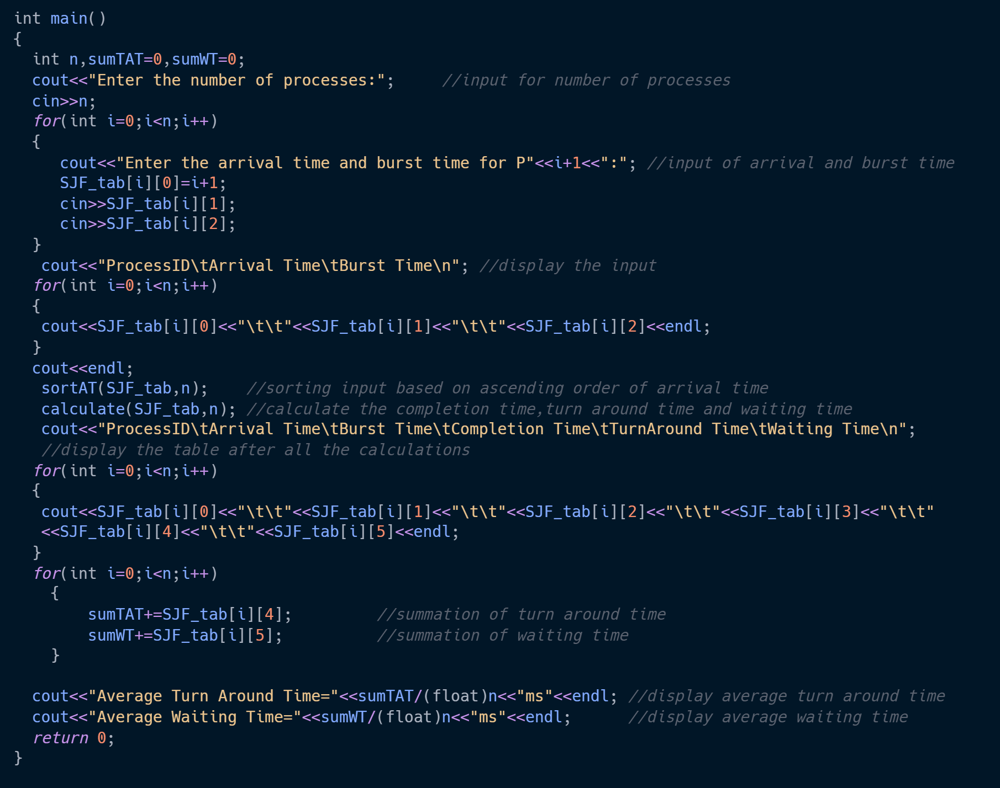 int main()
{
  int n,sumTAT=0,sumWT=0;
  cout<<"Enter the number of processes:";     //input for number of processes
  cin>>n;
  for(int i=0;i<n;i++)
  {
     cout<<"Enter the arrival time and burst time for P"<<i+1<<":"; //input of arrival and burst time
     SJF_tab[i][0]=i+1;
     cin>>SJF_tab[i][1];
     cin>>SJF_tab[i][2];
  }
   cout<<"ProcessID\tArrival Time\tBurst Time\n"; //display the input
  for(int i=0;i<n;i++)
  {
   cout<<SJF_tab[i][0]<<"\t\t"<<SJF_tab[i][1]<<"\t\t"<<SJF_tab[i][2]<<endl;
  }
  cout<<endl;
   sortAT(SJF_tab,n);    //sorting input based on ascending order of arrival time
   calculate(SJF_tab,n); //calculate the completion time,turn around time and waiting time
   cout<<"ProcessID\tArrival Time\tBurst Time\tCompletion Time\tTurnAround Time\tWaiting Time\n";
   //display the table after all the calculations
  for(int i=0;i<n;i++)
  {
   cout<<SJF_tab[i][0]<<"\t\t"<<SJF_tab[i][1]<<"\t\t"<<SJF_tab[i][2]<<"\t\t"<<SJF_tab[i][3]<<"\t\t"
   <<SJF_tab[i][4]<<"\t\t"<<SJF_tab[i][5]<<endl;
  }
  for(int i=0;i<n;i++)
    {
        sumTAT+=SJF_tab[i][4];         //summation of turn around time
        sumWT+=SJF_tab[i][5];          //summation of waiting time
    }

  cout<<"Average Turn Around Time="<<sumTAT/(float)n<<"ms"<<endl; //display average turn around time
  cout<<"Average Waiting Time="<<sumWT/(float)n<<"ms"<<endl;      //display average waiting time
  return 0;
}